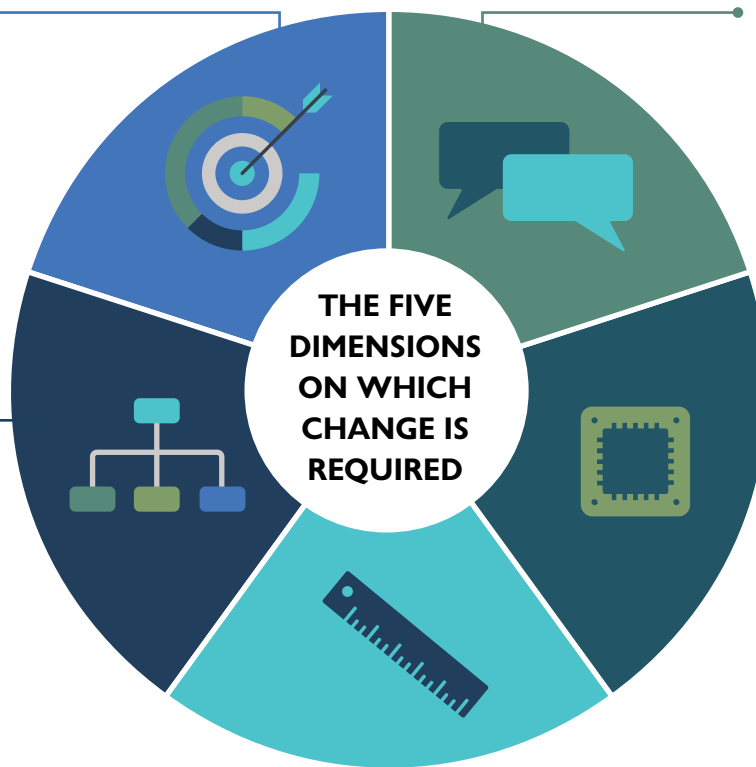 THE FIVE
DIMENSIONS
ON WHICH
CHANGE IS
REQUIRED